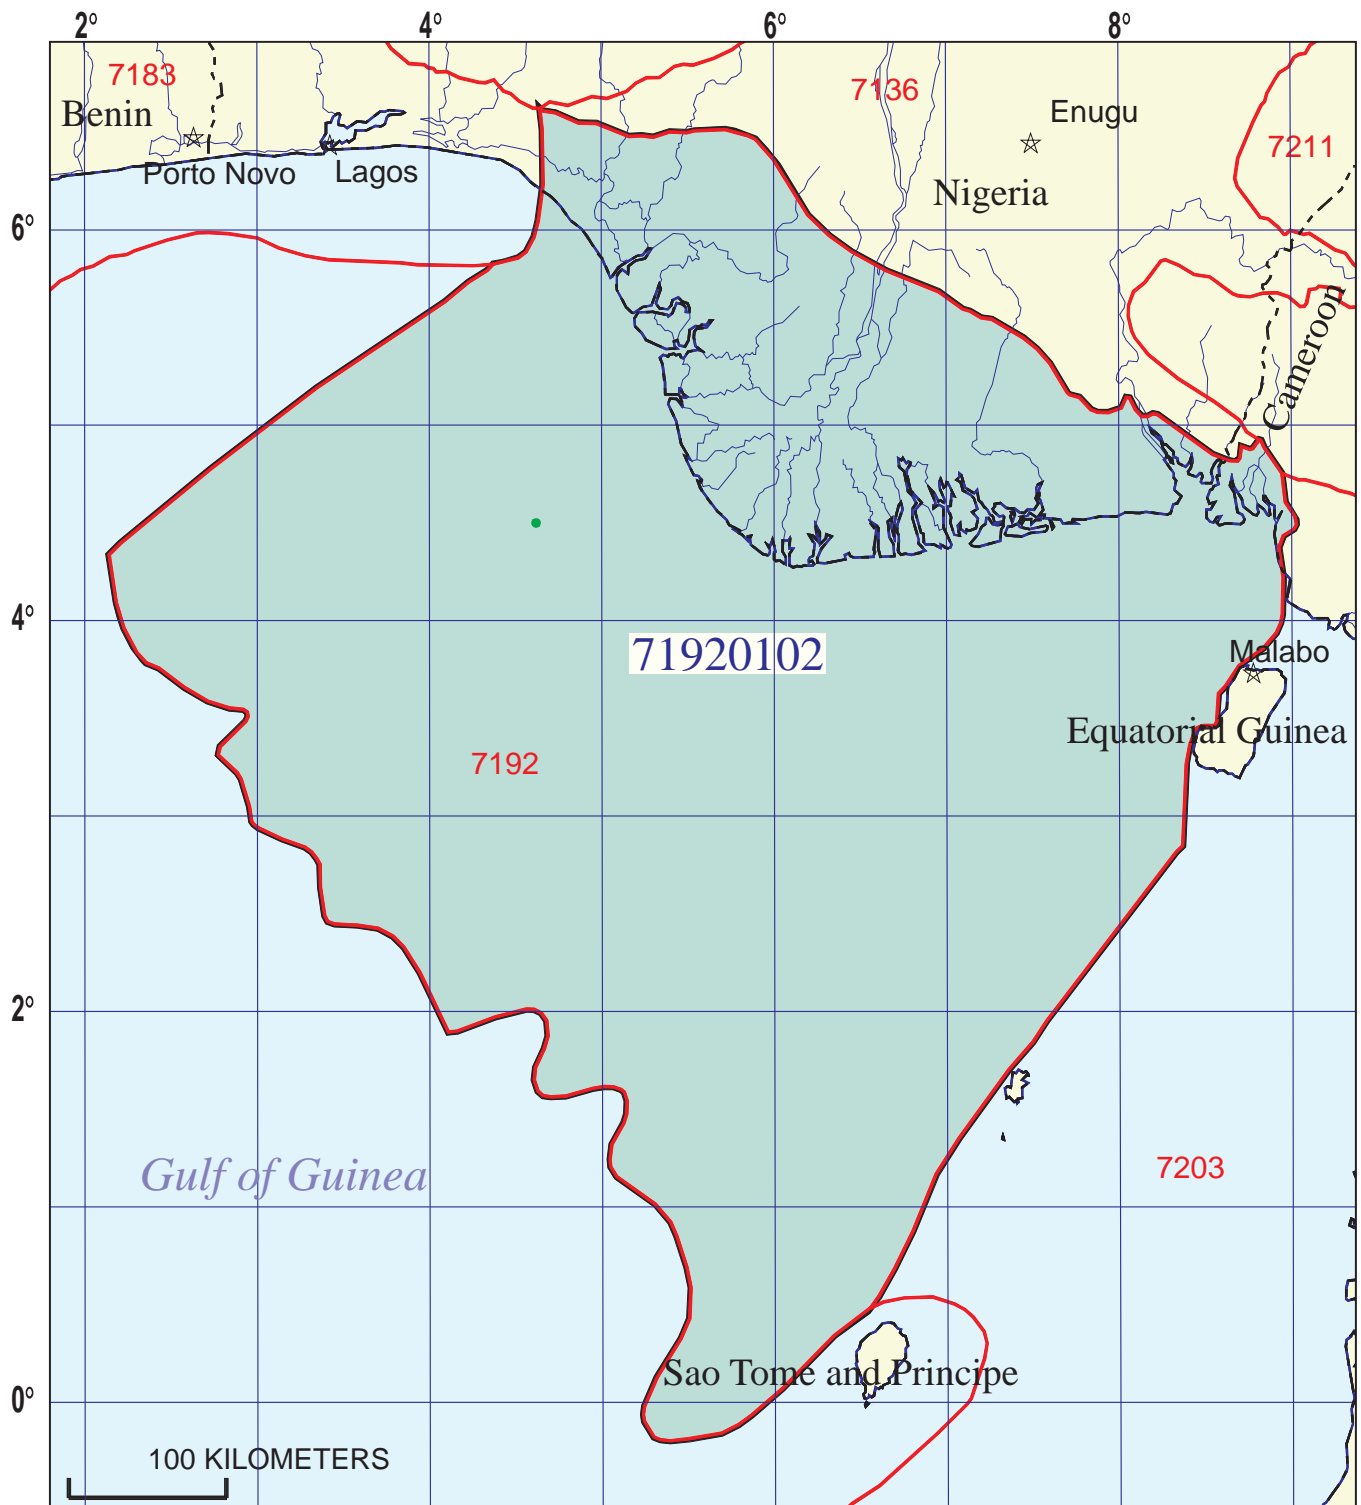 2° 4° 6° 8°
7183
7136
Enugu
Benin
7211
Porto Novo
Lagos
Nigeria
6°
Cameroon
4°
71920102
Malabo
Equatorial Guinea
7192
2°
Gulf of Guinea
7203
Sao Tome and Principe
0°
100 KILOMETERS